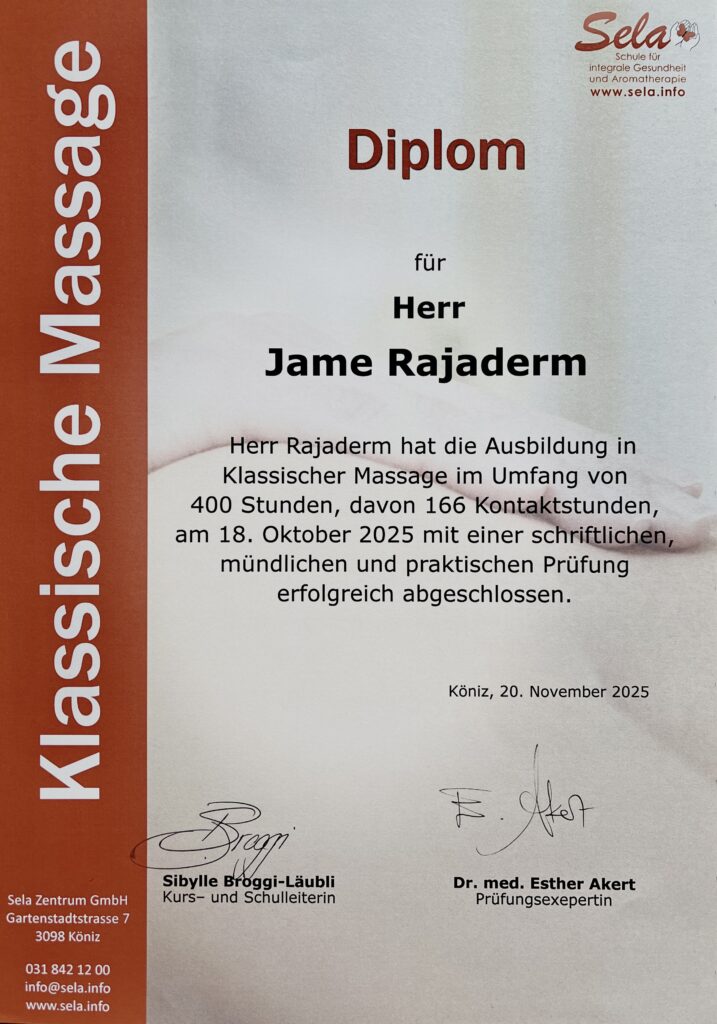 Sela
Schule für
integrale Gesundheit
und Aromatherapie
www.sela.info
Klassische Massage
Diplom
für
Herr
Jame Rajaderm
Herr Rajaderm hat die Ausbildung in
Klassischer Massage im Umfang von
400 Stunden, davon 166 Kontaktstunden,
am 18. Oktober 2025 mit einer schriftlichen,
mündlichen und praktischen Prüfung
erfolgreich abgeschlossen.
Köniz, 20. November 2025
Broggi
E. Akert
Sibylle Broggi-Läubli
Kurs– und Schulleiterin
Dr. med. Esther Akert
Prüfungsexepertin
Sela Zentrum GmbH
Gartenstadtstrasse 7
3098 Köniz
031 842 12 00
info@sela.info
www.sela.info